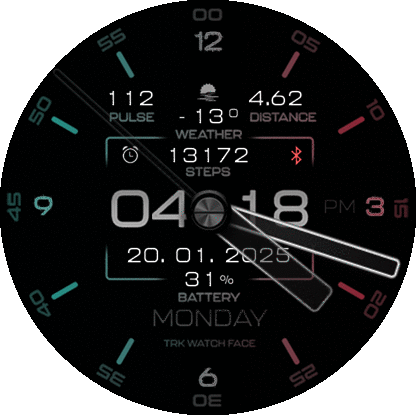 00
55 12 05
112 4.62
PULSE - 13° DISTANCE
WEATHER
50 10
13172
STEPS
45 9 04 18 PM 3 15
20. 01. 2025
31%
BATTERY
40 20
MONDAY
TRK WATCH FACE
35 6 25
30